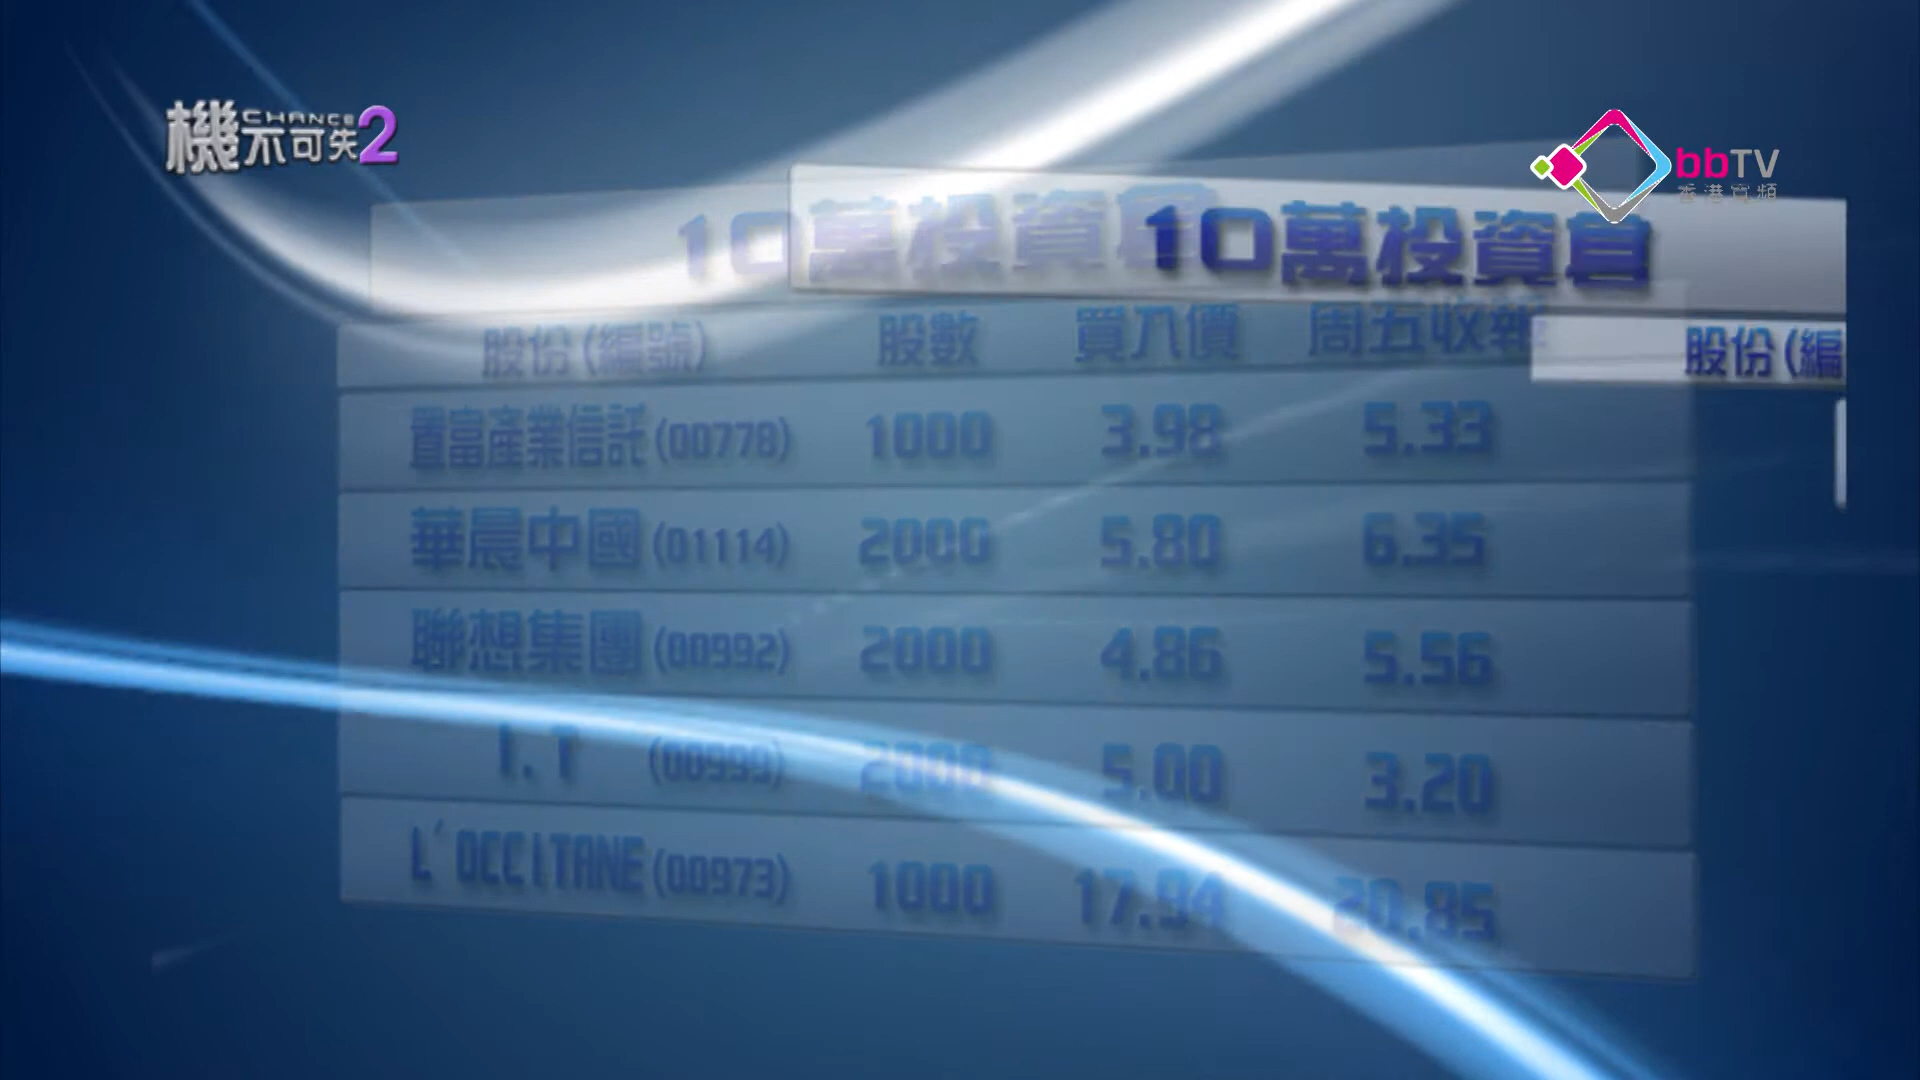 機不可失2
CHANCE
bbTV
香港寬頻
10萬投資倉
10萬投資倉
股份(編號) 股數 買入價 周五收報
股份(編
置富產業信託(00778) 1000 3.98 5.33
華晨中國(01114) 2000 5.80 6.35
聯想集團(00992) 2000 4.86 5.56
I.T (00999) 2000 5.00 3.20
L'OCCITANE(00973) 1000 17.94 20.85